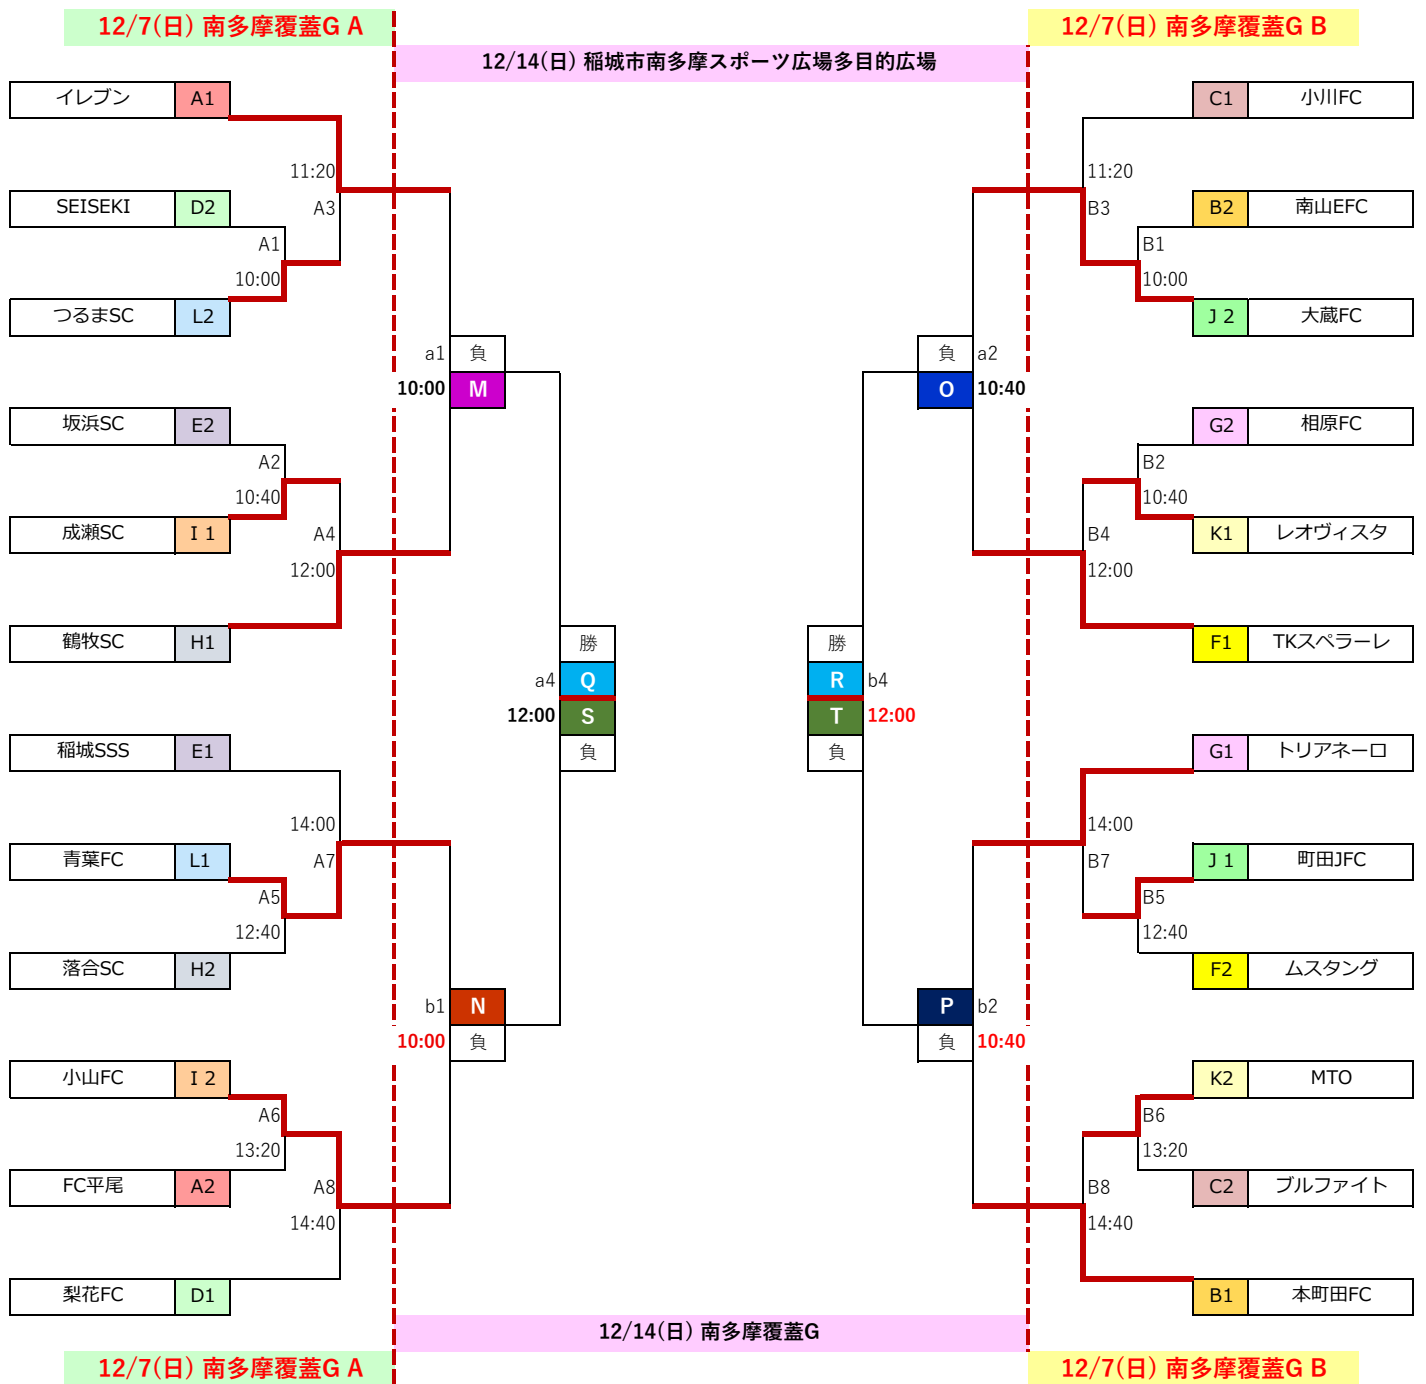 12/7(日) 南多摩覆蓋G A
12/7(日) 南多摩覆蓋G B
12/14(日) 稲城市南多摩スポーツ広場多目的広場
イレブン A1
C1 小川FC
11:20
11:20
SEISEKI D2
A3
B3
B2 南山EFC
A1
B1
10:00
10:00
つるまSC L2
J 2 大蔵FC
a1 負
負 a2
10:00 M
O 10:40
坂浜SC E2
G2 相原FC
A2
B2
10:40
10:40
成瀬SC I 1
A4
B4
K1 レオヴィスタ
12:00
12:00
鶴牧SC H1
勝
勝
F1 TKスペラーレ
a4 Q
R b4
12:00 S
T 12:00
稲城SSS E1
負
負
G1 トリアネーロ
14:00
14:00
青葉FC L1
A7
B7
J 1 町田JFC
A5
B5
12:40
12:40
落合SC H2
F2 ムスタング
b1 N
P b2
10:00 負
負 10:40
小山FC I 2
K2 MTO
A6
B6
13:20
13:20
FC平尾 A2
A8
B8
C2 ブルファイト
14:40
14:40
梨花FC D1
B1 本町田FC
12/14(日) 南多摩覆蓋G
12/7(日) 南多摩覆蓋G A
12/7(日) 南多摩覆蓋G B